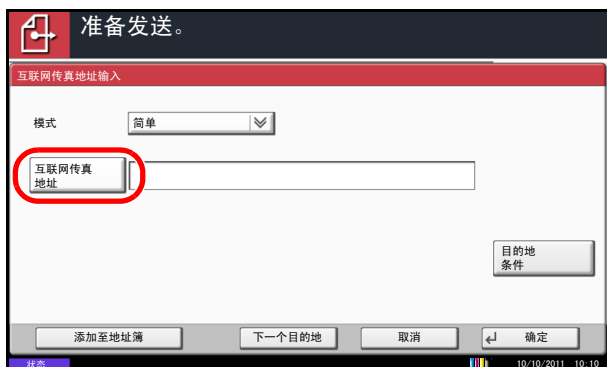 准备发送。
互联网传真地址输入
模式
简单
互联网传真
地址
目的地
条件
添加至地址簿
下一个目的地
取消
确定
状态
10/10/2011 10:10